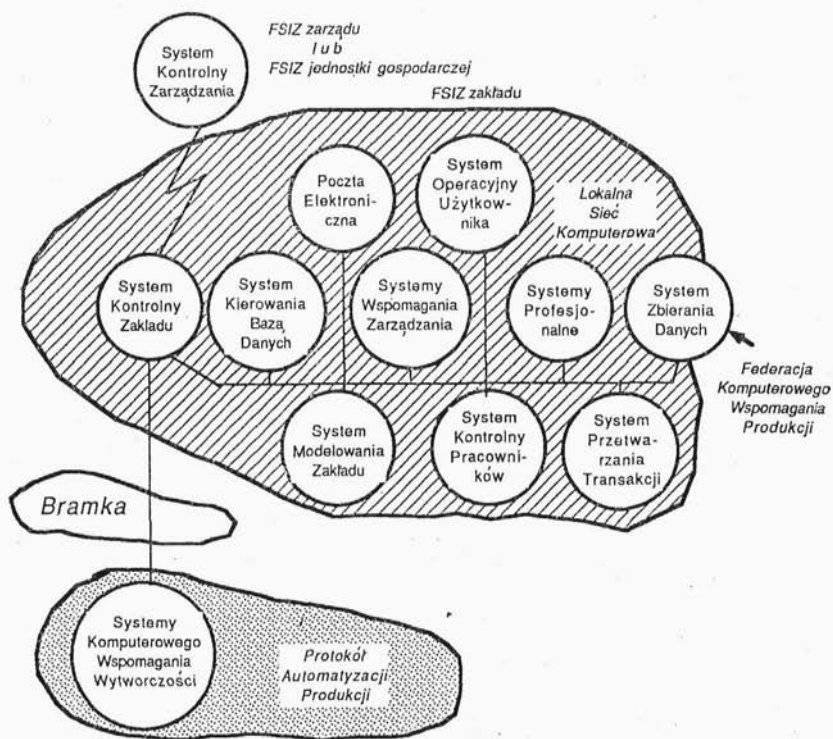 System
Kontrolny
Zarządzania
FSIZ zarządu
lub
FSIZ jednostki gospodarczej
FSIZ zakładu
Poczta
Elektroni-
czna
System
Operacyjny
Użytkow-
nika
Lokalna
Sieć
Komputerowa
System
Kontrolny
Zakładu
System
Kierowania
Bazą
Danych
Systemy
Wspomagania
Zarządzania
Systemy
Profesjo-
nalne
System
Zbierania
Danych
Federacja
Komputerowego
Wspomagania
Produkcji
System
Modelowania
Zakładu
System
Kontrolny
Pracowni-
ków
System
Przetwa-
rzania
Transakcji
Bramka
Systemy
Komputerowego
Wspomagania
Wytworczości
Protokół
Automatyzacji
Produkcji